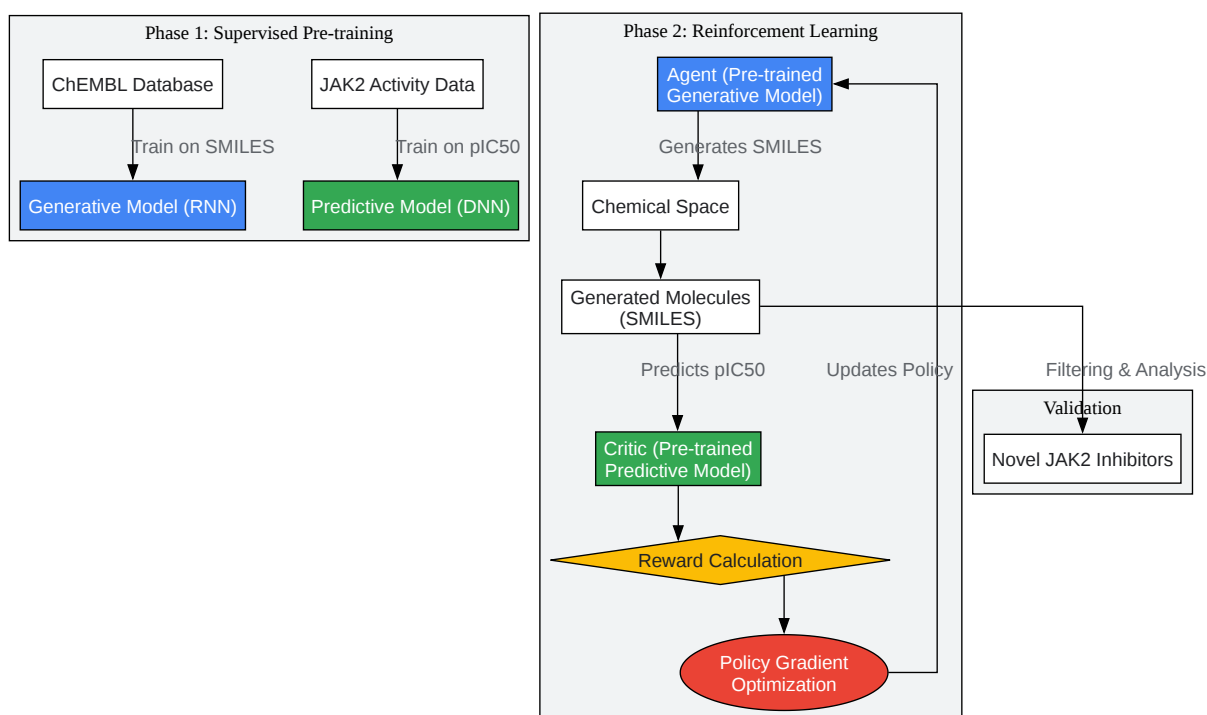 Phase 1: Supervised Pre-training
ChEMBL Database
JAK2 Activity Data
Train on SMILES
Train on pIC50
Generative Model (RNN)
Predictive Model (DNN)
Phase 2: Reinforcement Learning
Agent (Pre-trained
Generative Model)
Generates SMILES
Chemical Space
Generated Molecules
(SMILES)
Predicts pIC50
Updates Policy
Filtering & Analysis
Critic (Pre-trained
Predictive Model)
Reward Calculation
Policy Gradient
Optimization
Validation
Novel JAK2 Inhibitors